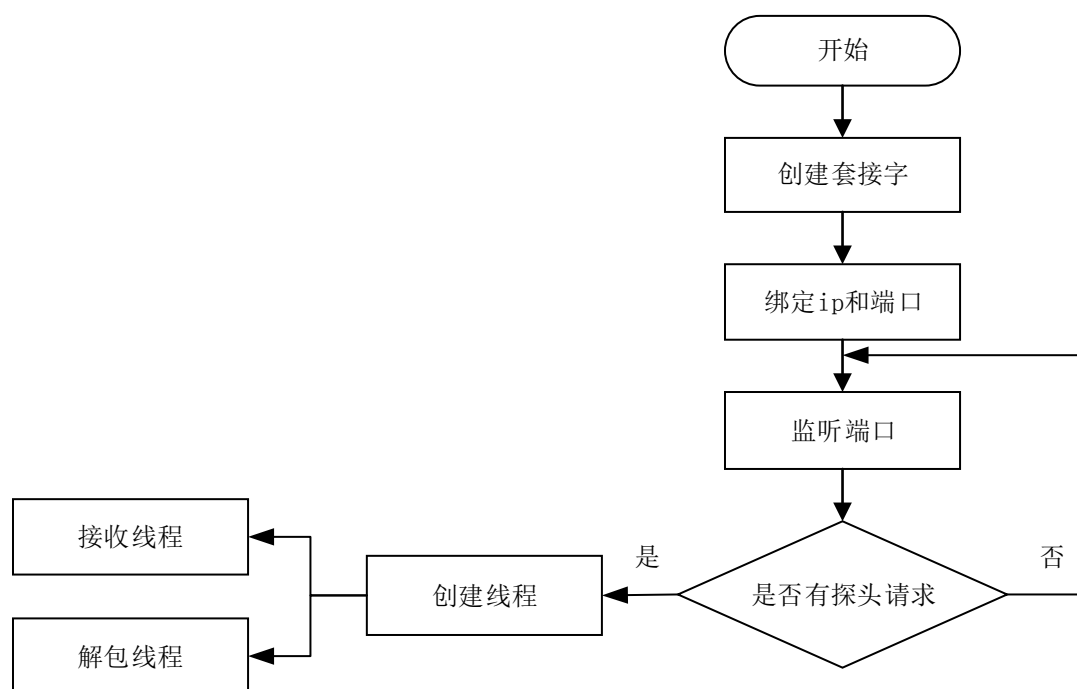 开始
创建套接字
绑定ip和端口
监听端口
是否有探头请求
是
否
创建线程
接收线程
解包线程